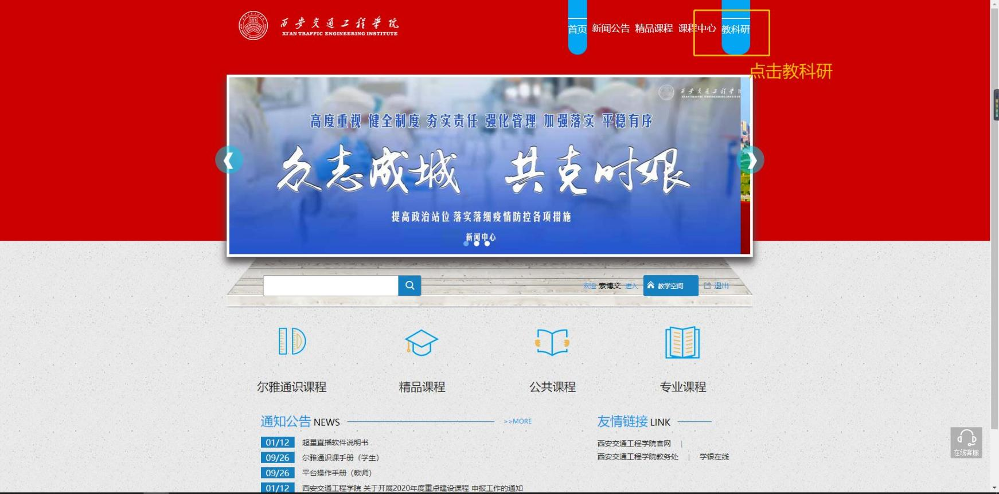 西安交通工程学院
XI'AN TRAFFIC ENGINEERING INSTITUTE
首页 新闻公告 精品课程 课程中心 教科研
点击教科研
西安交通工程学院
XI'AN TRAFFIC ENGINEERING INSTITUTE
高度重视 健全制度 夯实责任 强化管理 加强落实 平稳有序
众志成城 共克时艰
提高政治站位 落实落细疫情防控各项措施
新闻中心
欢迎 索博文 进入 教学空间 退出
尔雅通识课程 精品课程 公共课程 专业课程
通知公告 NEWS >>MORE
01/12 超星直播软件说明书
09/26 尔雅通识课手册（学生）
09/26 平台操作手册（教师）
01/12 西安交通工程学院 关于开展2020年度重点建设课程 申报工作的通知
友情链接 LINK
西安交通工程学院官网 |
西安交通工程学院教务处 | 学银在线
在线客服